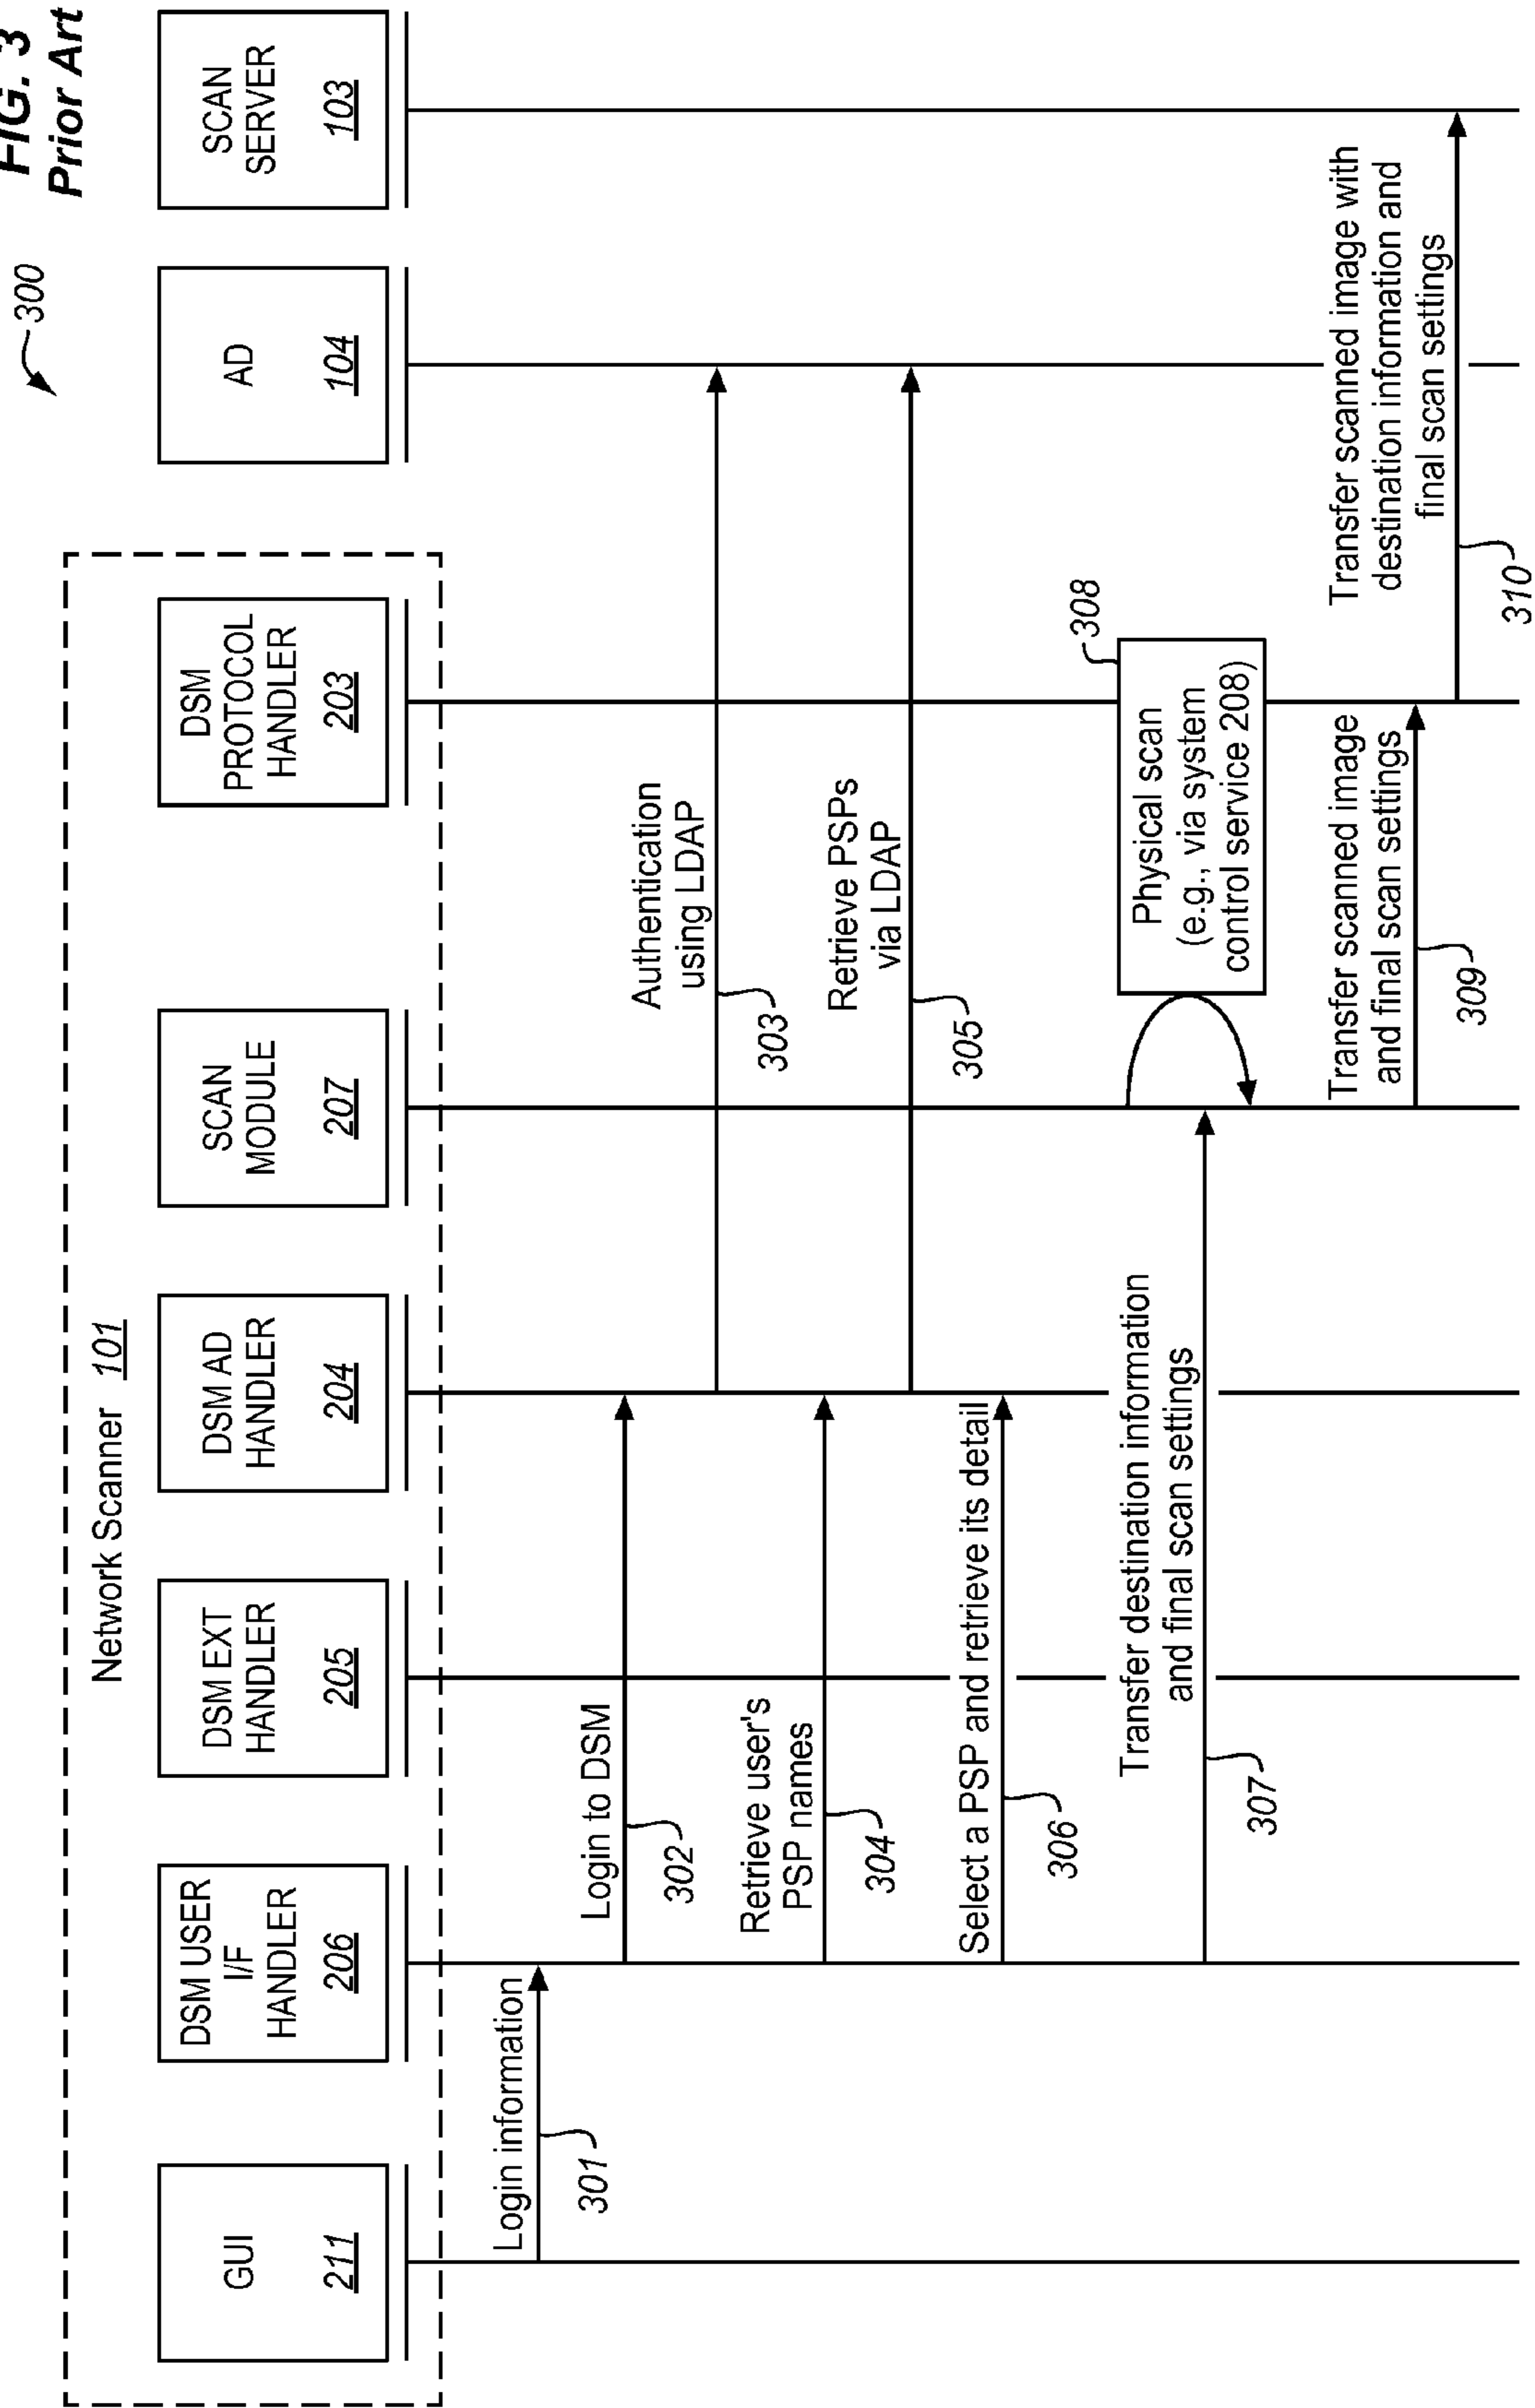 FIG. 3
Prior Art
300
Network Scanner 101
GUI
211
DSM USER
I/F
HANDLER
206
DSM EXT
HANDLER
205
DSM AD
HANDLER
204
SCAN
MODULE
207
DSM
PROTOCOL
HANDLER
203
AD
104
SCAN
SERVER
103
Login information
301
Login to DSM
302
Authentication
using LDAP
303
Retrieve user's
PSP names
304
Retrieve PSPs
via LDAP
305
Select a PSP and retrieve its detail
306
Transfer destination information
and final scan settings
307
Physical scan
(e.g., via system
control service 208)
308
Transfer scanned image
and final scan settings
309
Transfer scanned image with
destination information and
final scan settings
310